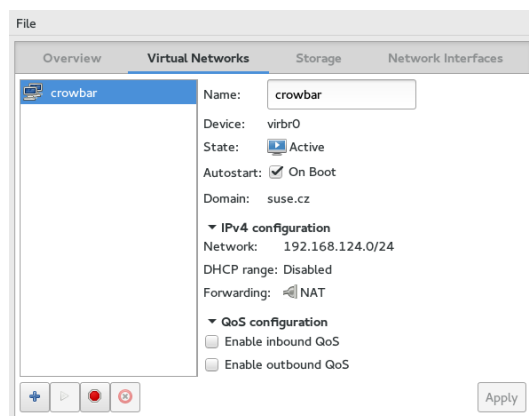 File
Overview
Virtual Networks
Storage
Network Interfaces
crowbar
Name: crowbar
Device: virbr0
State: Active
Autostart: On Boot
Domain: suse.cz
IPv4 configuration
Network: 192.168.124.0/24
DHCP range: Disabled
Forwarding: NAT
QoS configuration
Enable inbound QoS
Enable outbound QoS
Apply